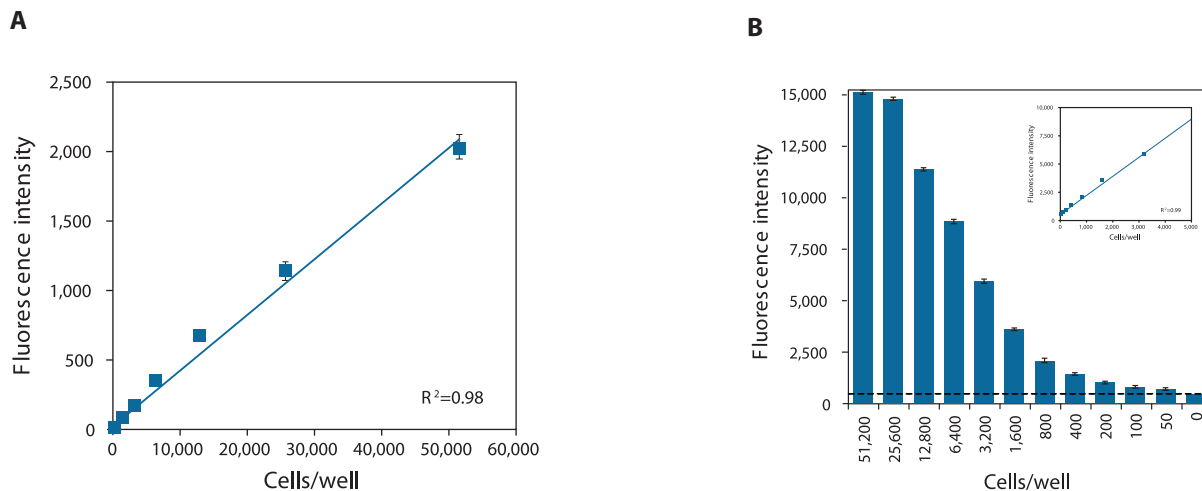 A
2,500
2,000
1,500
1,000
500
0
Fluorescence intensity
R²=0.98
0 10,000 20,000 30,000 40,000 50,000 60,000
Cells/well
B
15,000
12,500
10,000
7,500
5,000
2,500
0
Fluorescence intensity
51,200 25,600 12,800 6,400 3,200 1,600 800 400 200 100 50 0
Cells/well
10,000
7,500
5,000
2,500
0
Fluorescence intensity
R²=0.99
0 1,000 2,000 3,000 4,000 5,000
Cells/well